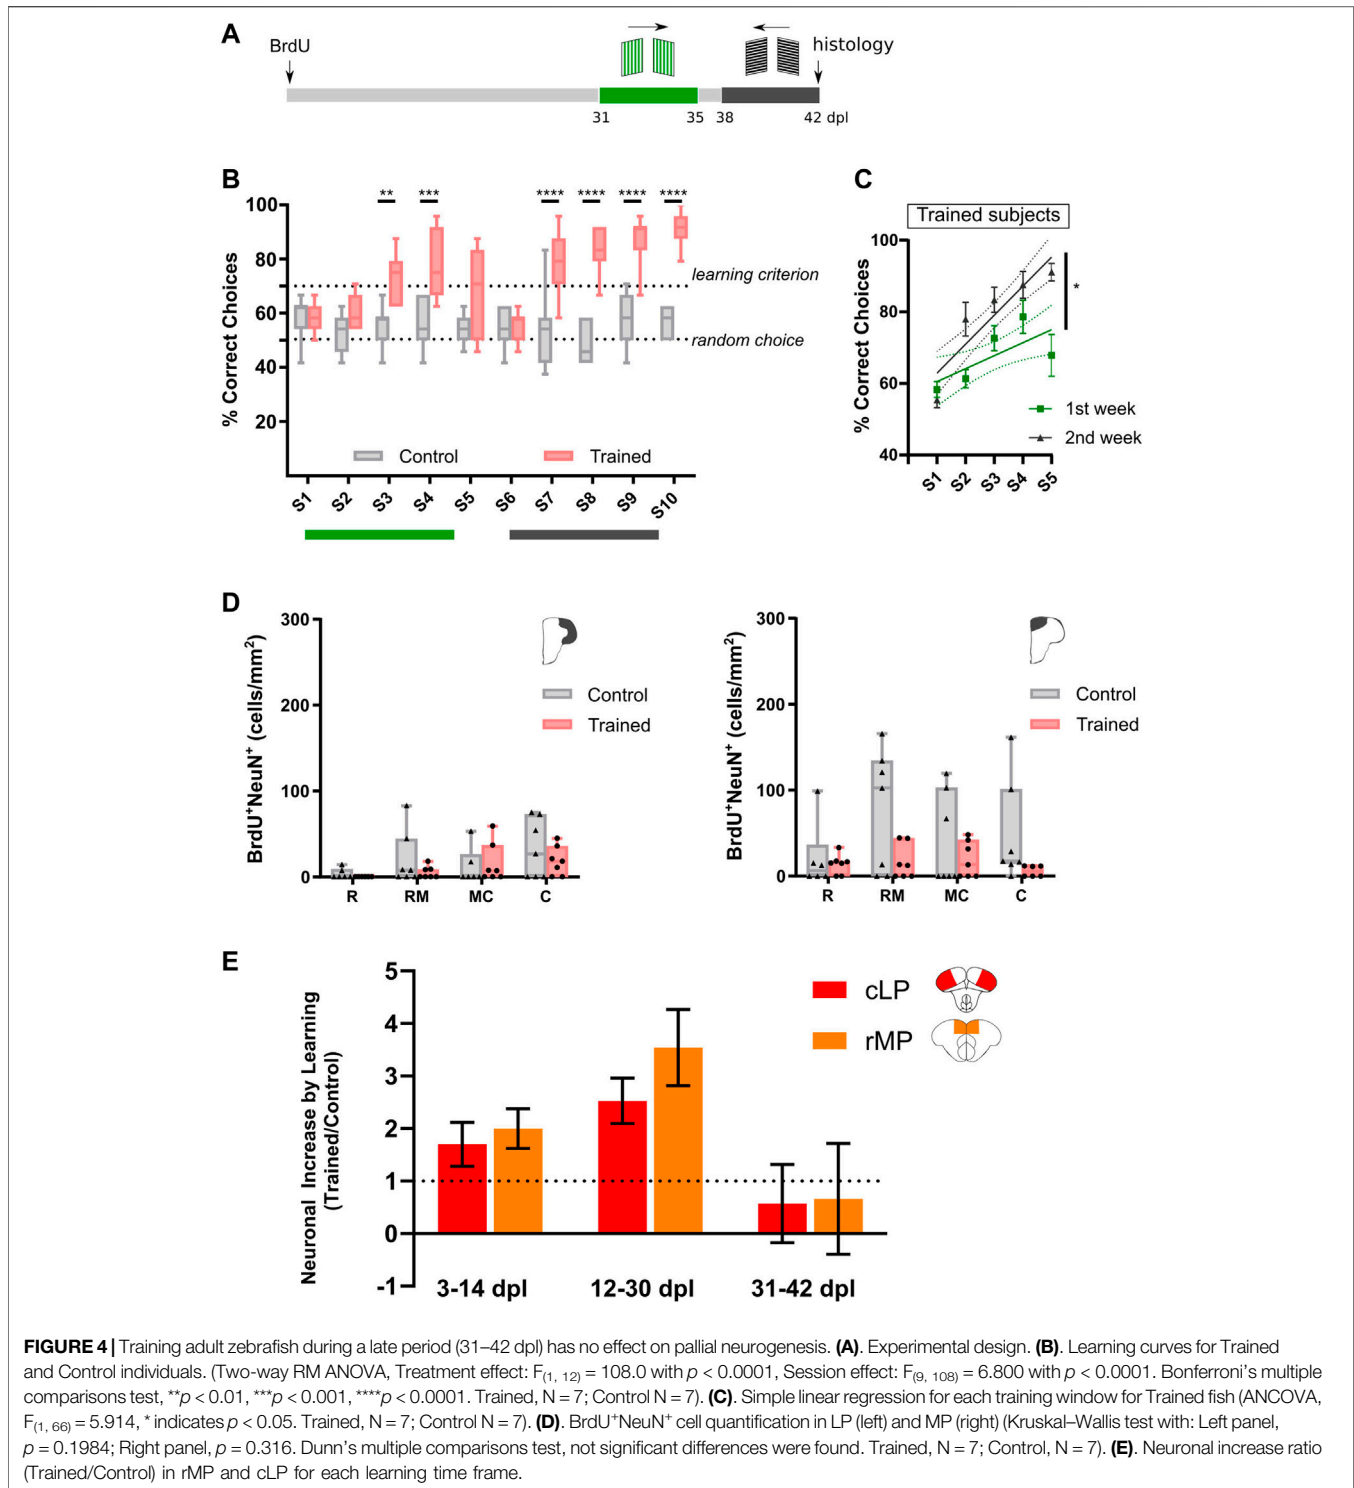 A
BrdU
histology
31
35
38
42 dpl
B
% Correct Choices
100
80
60
40
20
** *** **** **** **** ****
learning criterion
random choice
Control
Trained
S1 S2 S3 S4 S5 S6 S7 S8 S9 S10
C
Trained subjects
% Correct Choices
100
80
60
40
*
1st week
2nd week
S1 S2 S3 S4 S5
D
BrdU⁺NeuN⁺ (cells/mm²)
300
200
100
0
Control
Trained
R RM MC C
BrdU⁺NeuN⁺ (cells/mm²)
300
200
100
0
Control
Trained
R RM MC C
E
Neuronal Increase by Learning
(Trained/Control)
5
4
3
2
1
0
-1
cLP
rMP
3-14 dpl 12-30 dpl 31-42 dpl
FIGURE 4 | Training adult zebrafish during a late period (31–42 dpl) has no effect on pallial neurogenesis. (A). Experimental design. (B). Learning curves for Trained
and Control individuals. (Two-way RM ANOVA, Treatment effect: F(1, 12) = 108.0 with p < 0.0001, Session effect: F(9, 108) = 6.800 with p < 0.0001. Bonferroni's multiple
comparisons test, **p < 0.01, ***p < 0.001, ****p < 0.0001. Trained, N = 7; Control N = 7). (C). Simple linear regression for each training window for Trained fish (ANCOVA,
F(1, 66) = 5.914, * indicates p < 0.05. Trained, N = 7; Control N = 7). (D). BrdU⁺NeuN⁺ cell quantification in LP (left) and MP (right) (Kruskal–Wallis test with: Left panel,
p = 0.1984; Right panel, p = 0.316. Dunn's multiple comparisons test, not significant differences were found. Trained, N = 7; Control, N = 7). (E). Neuronal increase ratio
(Trained/Control) in rMP and cLP for each learning time frame.